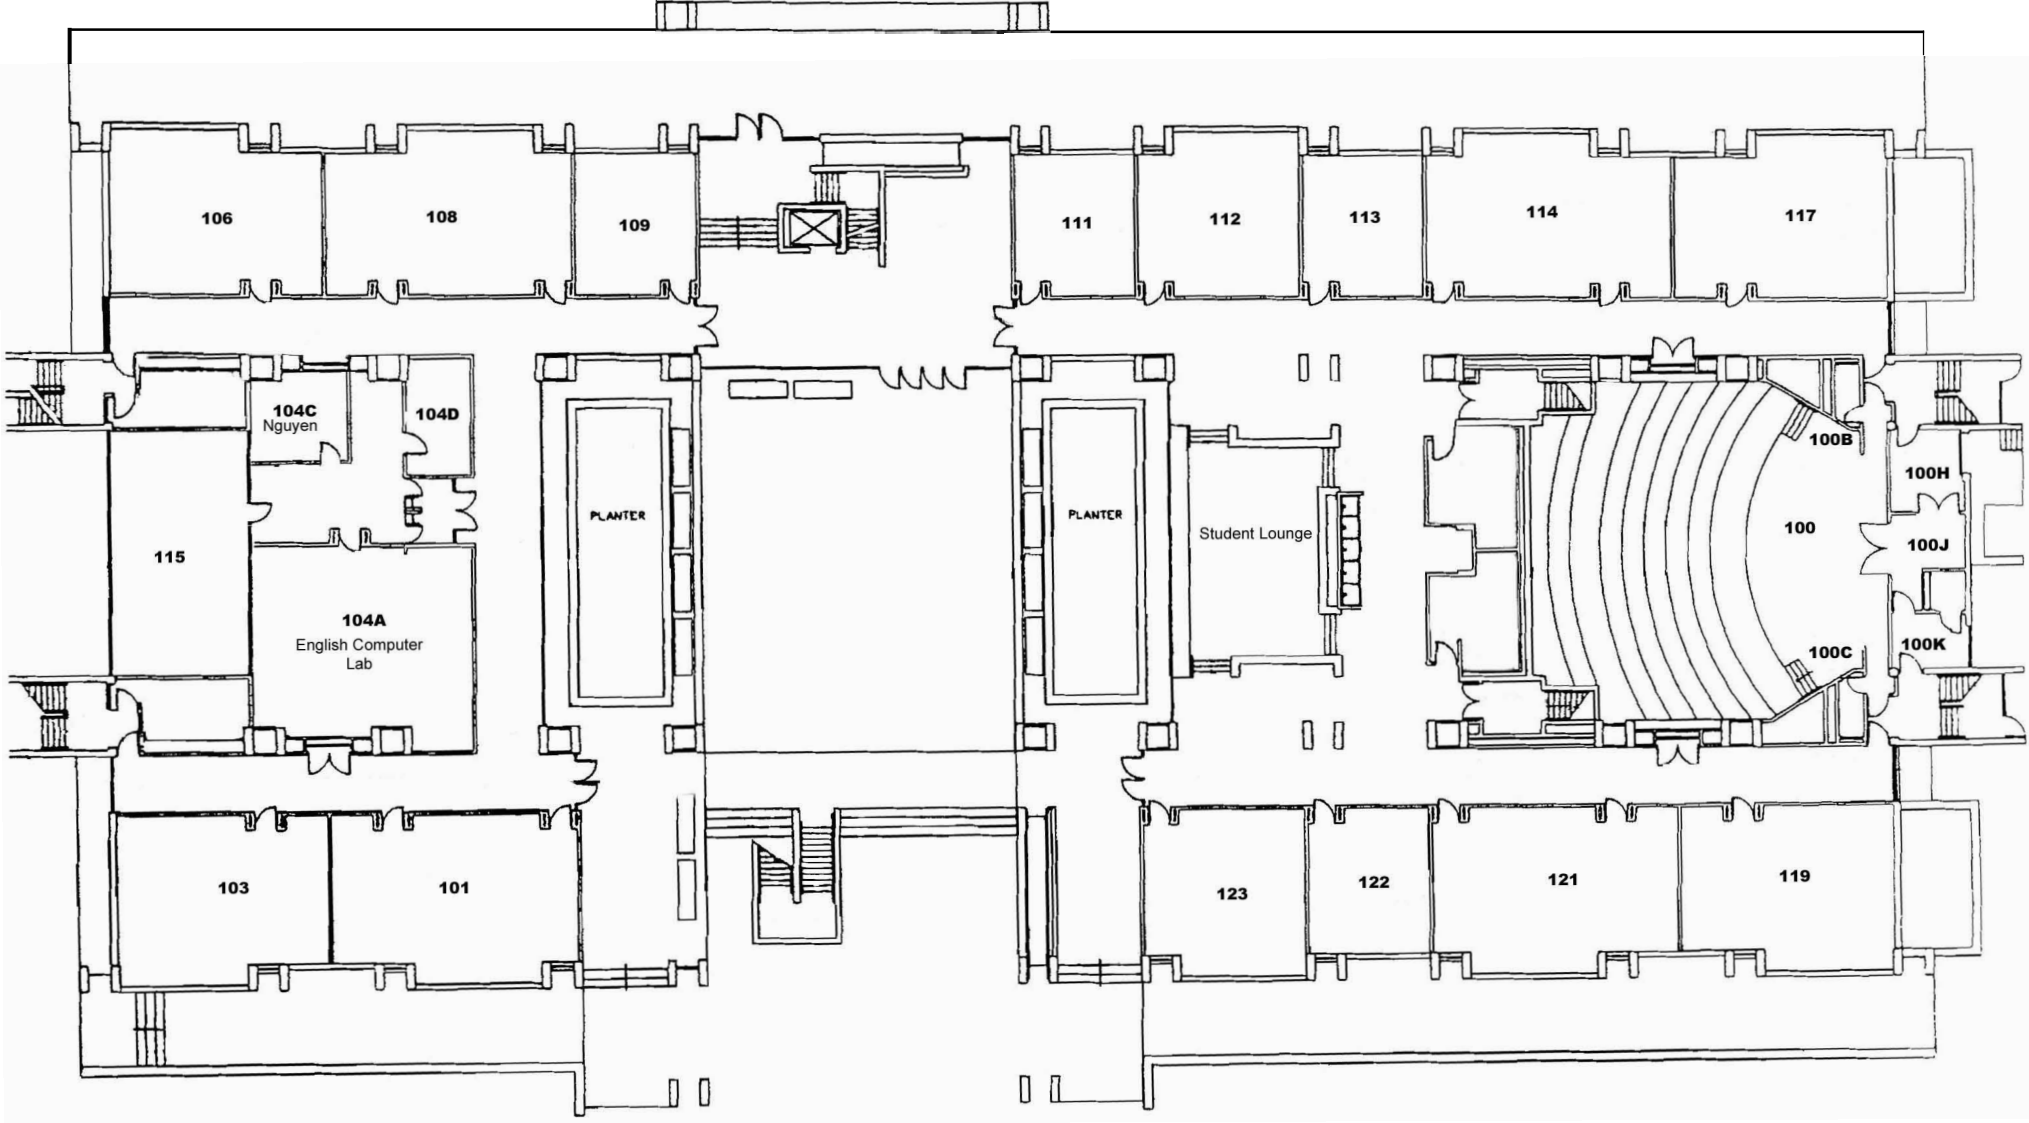 106
108
109
111
112
113
114
117
104C
Nguyen
104D
100B
100H
PLANTER
PLANTER
Student Lounge
100
100J
115
104A
English Computer
Lab
100C
100K
103
101
123
122
121
119